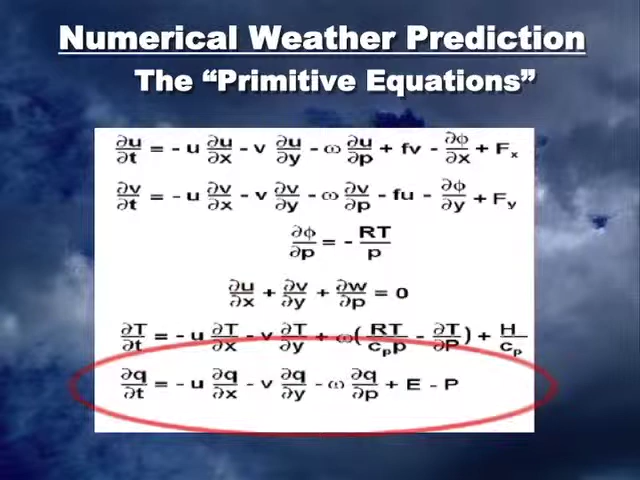 Numerical Weather Prediction
The “Primitive Equations”
∂u/∂t = - u ∂u/∂x - v ∂u/∂y - ω ∂u/∂p + fv - ∂ϕ/∂x + Fₓ
∂v/∂t = - u ∂v/∂x - v ∂v/∂y - ω ∂v/∂p - fu - ∂ϕ/∂y + Fy
∂ϕ/∂p = - RT/p
∂u/∂x + ∂v/∂y + ∂w/∂p = 0
∂T/∂t = - u ∂T/∂x - v ∂T/∂y + ω( RT/cpp - ∂T/∂P ) + H/cp
∂q/∂t = - u ∂q/∂x - v ∂q/∂y - ω ∂q/∂p + E - P